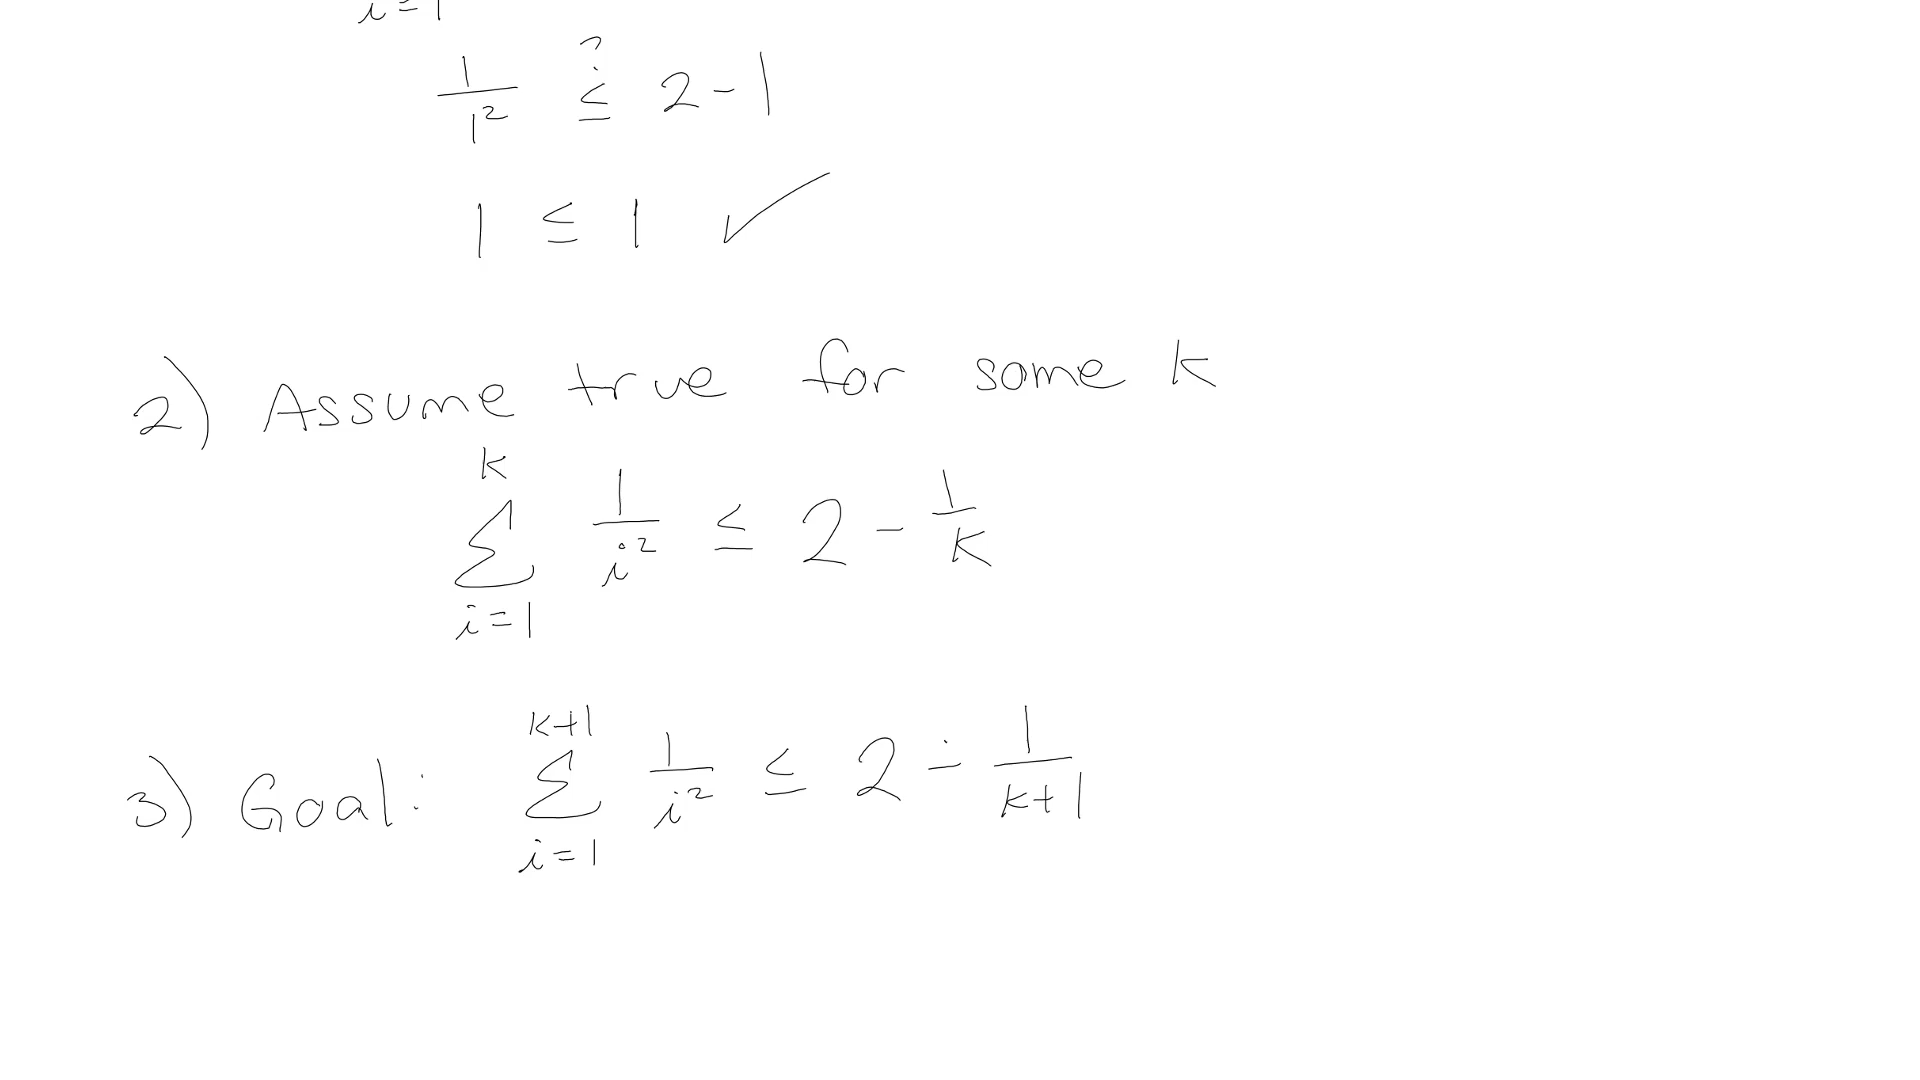 i=1
1/1² ≤? 2-1
1 ≤ 1 ✓
2) Assume true for some k
∑_{i=1}^{k} 1/i² ≤ 2 - 1/k
3) Goal: ∑_{i=1}^{k+1} 1/i² ≤ 2 - 1/(k+1)